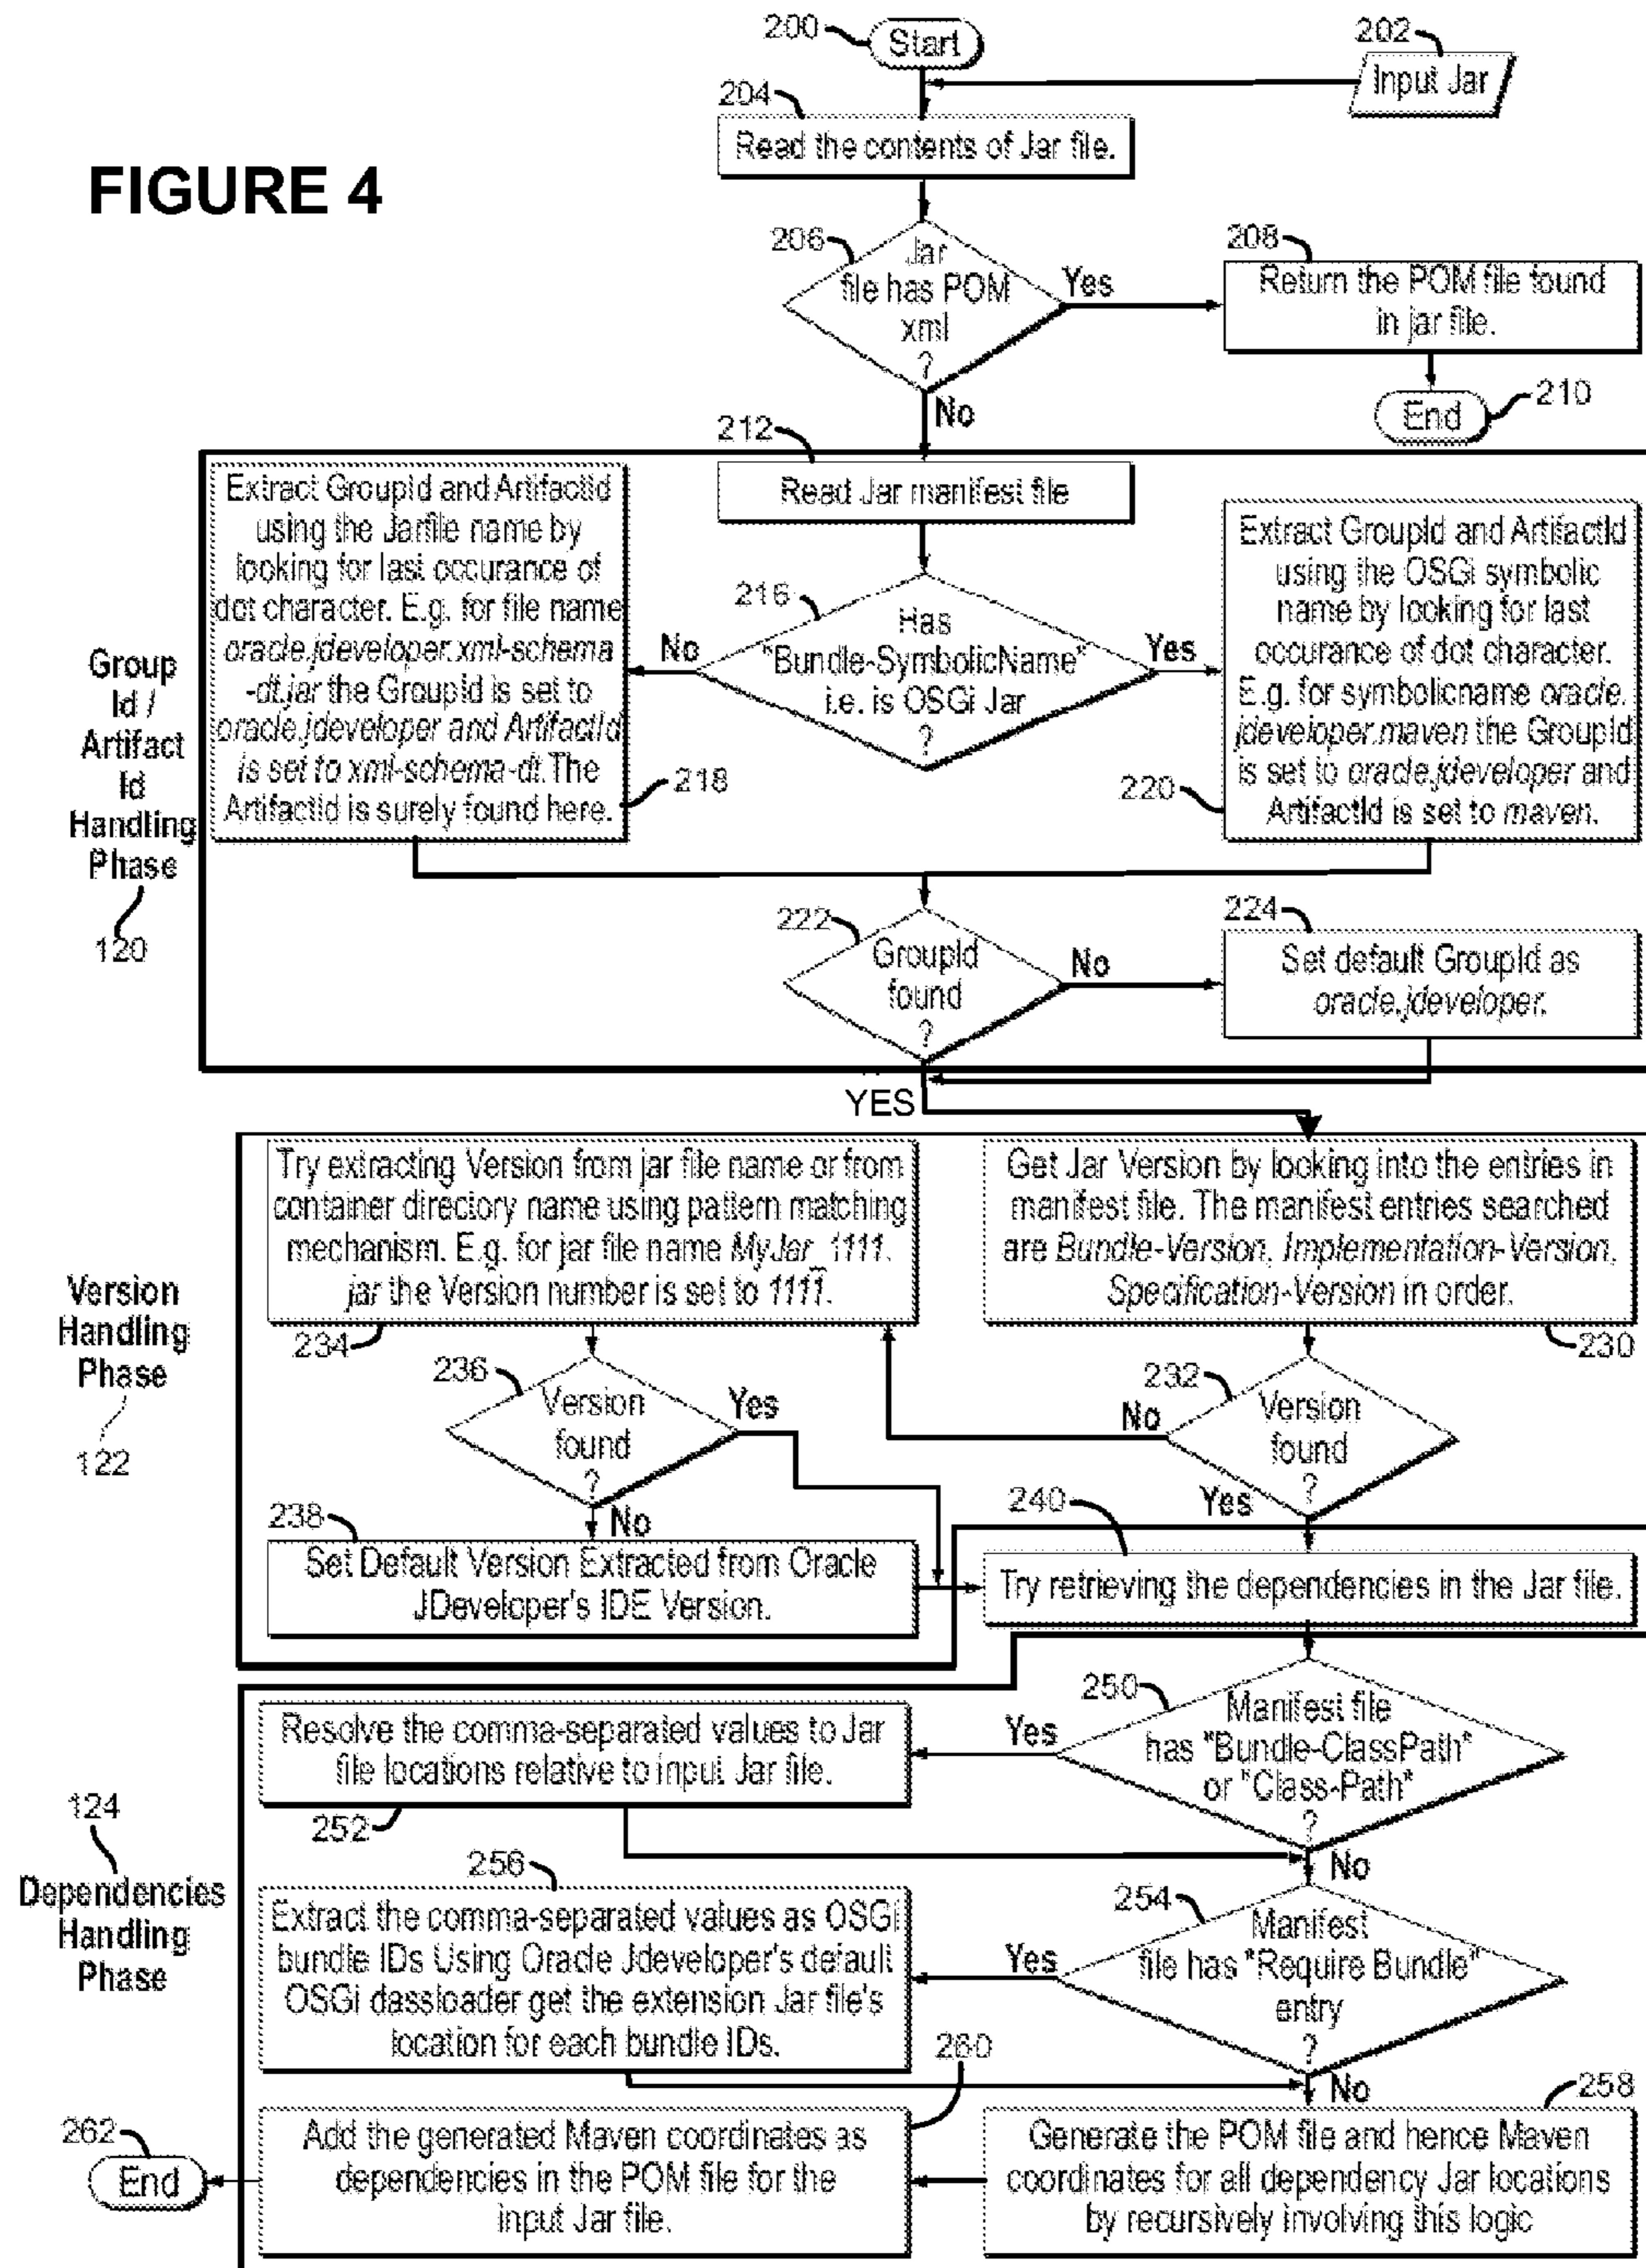 200
Start
202
Input Jar
204
Read the contents of Jar file.
FIGURE 4
206
Jar
file has POM
xml
?
Yes
No
208
Return the POM file found
in jar file.
End
210
212
Read Jar manifest file
Extract GroupId and ArtifactId
using the Jarfile name by
looking for last occurance of
dot character. E.g. for file name
oracle.jdeveloper.xml-schema
-dt.jar the GroupId is set to
oracle.jdeveloper and ArtifactId
is set to xml-schema-dt.The
ArtifactId is surely found here.
218
216
Has
"Bundle-SymbolicName"
i.e. is OSGi Jar
?
No
Yes
Extract GroupId and ArtifactId
using the OSGi symbolic
name by looking for last
occurance of dot character.
E.g. for symbolicname oracle.
jdeveloper.maven the GroupId
is set to oracle.jdeveloper and
ArtifactId is set to maven.
220
Group
Id /
Artifact
Id
Handling
Phase
120
222
GroupId
found
?
No
224
Set default GroupId as
oracle.jdeveloper.
YES
Try extracting Version from jar file name or from
container directory name using pattern matching
mechanism. E.g. for jar file name MyJar_1111.
jar the Version number is set to 1111.
234
Get Jar Version by looking into the entries in
manifest file. The manifest entries searched
are Bundle-Version, Implementation-Version,
Specification-Version in order.
230
Version
Handling
Phase
122
236
Version
found
?
Yes
No
232
Version
found
?
No
Yes
238
Set Default Version Extracted from Oracle
JDeveloper's IDE Version.
240
Try retrieving the dependencies in the Jar file.
250
Manifest file
has "Bundle-ClassPath"
or "Class-Path"
?
Yes
No
Resolve the comma-separated values to Jar
file locations relative to input Jar file.
252
124
Dependencies
Handling
Phase
256
Extract the comma-separated values as OSGi
bundle IDs Using Oracle Jdeveloper's default
OSGi dassloader get the extension Jar file's
location for each bundle IDs.
254
Manifest
file has "Require Bundle"
entry
?
Yes
No
258
Generate the POM file and hence Maven
coordinates for all dependency Jar locations
by recursively involving this logic
260
Add the generated Maven coordinates as
dependencies in the POM file for the
input Jar file.
262
End